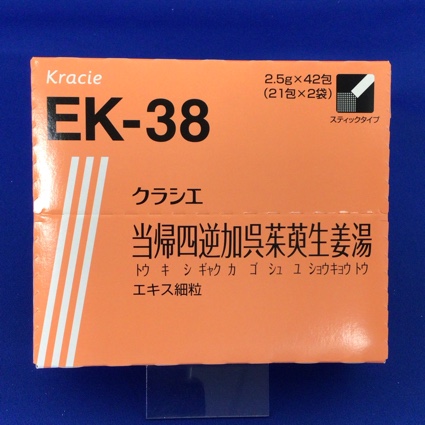 Kracie
EK-38
2.5g×42包
(21包×2袋)
スティックタイプ
クラシエ
当帰四逆加呉茱萸生姜湯
トウ キ シ ギャク カ ゴ シュ ユ ショウキョウ トウ
エキス細粒